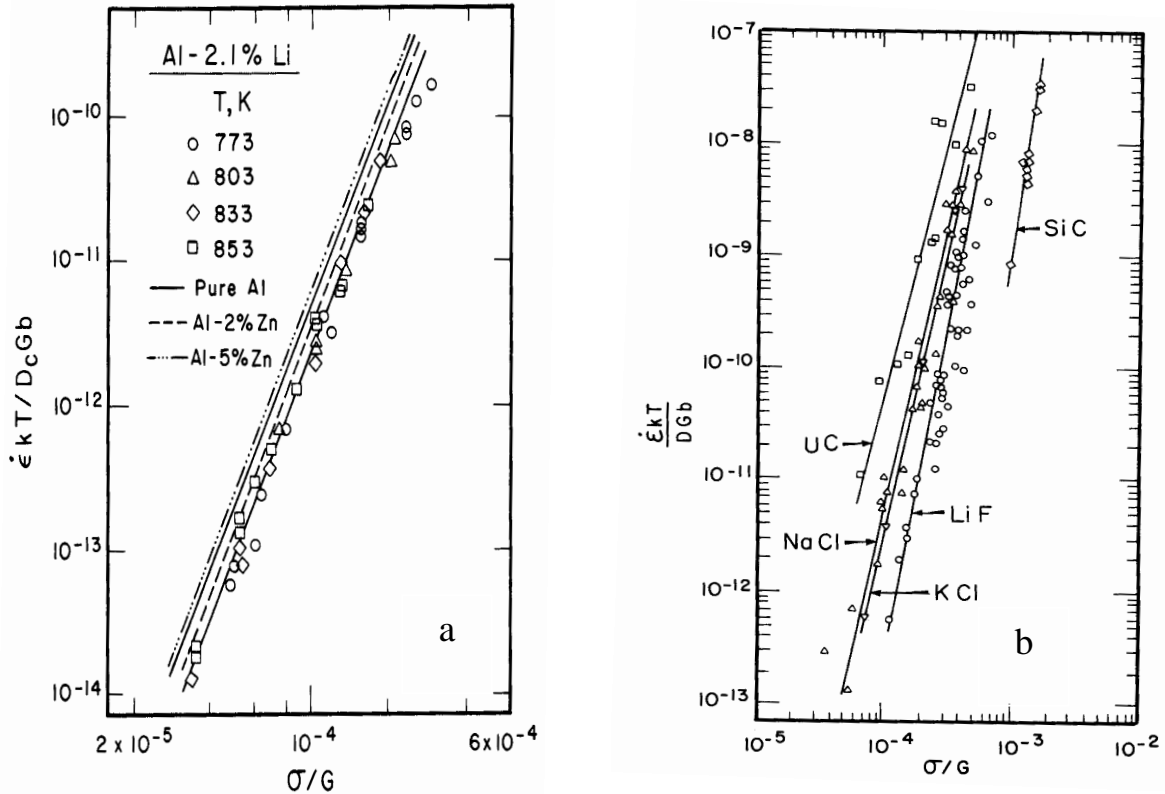 Al-2.1% Li
T, K
773
803
833
853
Pure Al
Al-2%Zn
Al-5%Zn
10⁻¹⁰
10⁻¹¹
10⁻¹²
10⁻¹³
10⁻¹⁴
ε̇kT/DcGb
2 x 10⁻⁵
10⁻⁴
6x10⁻⁴
σ/G
a
10⁻⁷
10⁻⁸
10⁻⁹
10⁻¹⁰
10⁻¹¹
10⁻¹²
10⁻¹³
ε̇kT
DGb
SiC
UC
LiF
NaCl
KCl
b
10⁻⁵
10⁻⁴
10⁻³
10⁻²
σ/G